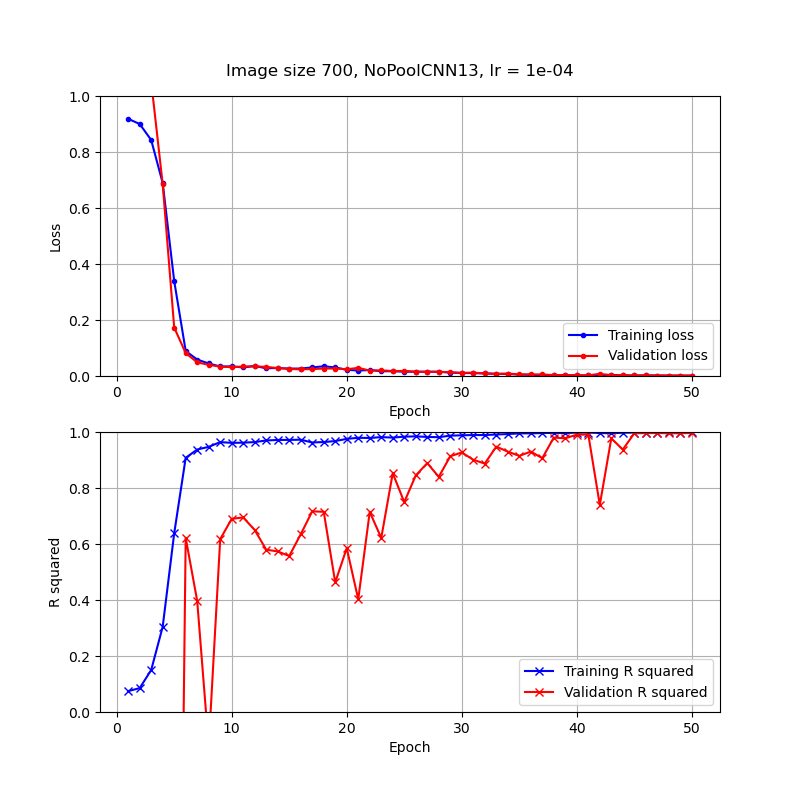 Image size 700, NoPoolCNN13, lr = 1e-04
1.0
0.8
0.6
0.4
0.2
0.0
Loss
Training loss
Validation loss
0 10 20 30 40 50
Epoch
1.0
0.8
0.6
0.4
0.2
0.0
R squared
Training R squared
Validation R squared
0 10 20 30 40 50
Epoch